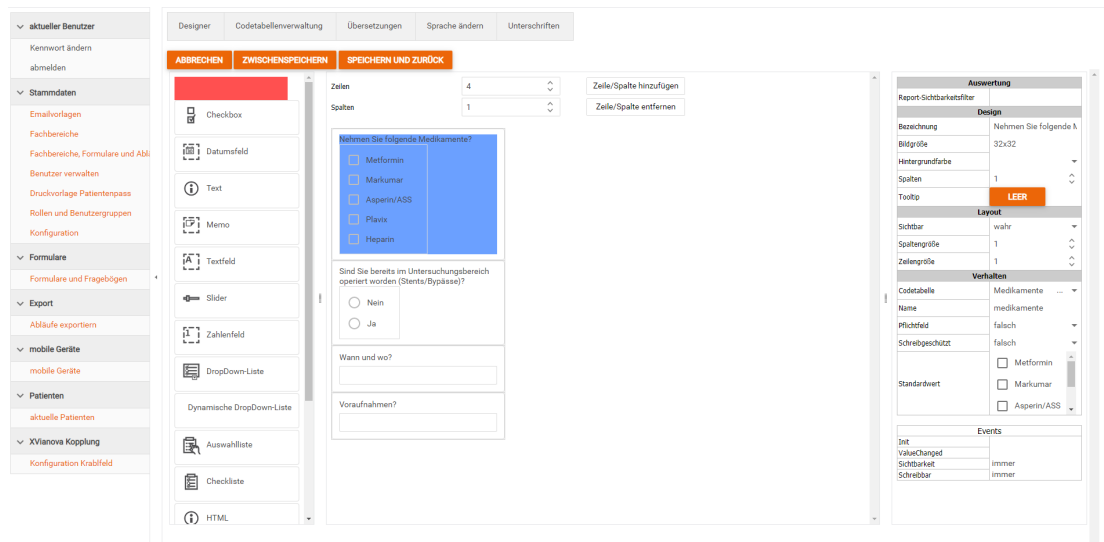 aktueller Benutzer
Kennwort ändern
abmelden
Stammdaten
Emailvorlagen
Fachbereiche
Fachbereiche, Formulare und Ablä
Benutzer verwalten
Druckvorlage Patientenpass
Rollen und Benutzergruppen
Konfiguration
Formulare
Formulare und Fragebögen
Export
Abläufe exportiern
mobile Geräte
mobile Geräte
Patienten
aktuelle Patienten
XVianova Kopplung
Konfiguration Krablfeld
Designer Codetabellenverwaltung Übersetzungen Sprache ändern Unterschriften
ABBRECHEN ZWISCHENSPEICHERN SPEICHERN UND ZURÜCK
Checkbox
Datumsfeld
Text
Memo
Textfeld
Slider
Zahlenfeld
DropDown-Liste
Dynamische DropDown-Liste
Auswahlliste
Checkliste
HTML
Zeilen 4 Zeile/Spalte hinzufügen
Spalten 1 Zeile/Spalte entfernen
Nehmen Sie folgende Medikamente?
Metformin
Markumar
Asperin/ASS
Plavix
Heparin
Sind Sie bereits im Untersuchungsbereich
operiert worden (Stents/Bypässe)?
Nein
Ja
Wann und wo?
Voraufnahmen?
Auswertung
Report-Sichtbarkeitsfilter
Design
Bezeichnung Nehmen Sie folgende M
Bildgröße 32x32
Hintergrundfarbe
Spalten 1
Tooltip LEER
Layout
Sichtbar wahr
Spaltengröße 1
Zeilengröße 1
Verhalten
Codetabelle Medikamente ...
Name medikamente
Pflichtfeld falsch
Schreibgeschützt falsch
Standardwert
Metformin
Markumar
Asperin/ASS
Events
Init
ValueChanged
Sichtbarkeit immer
Schreibbar immer